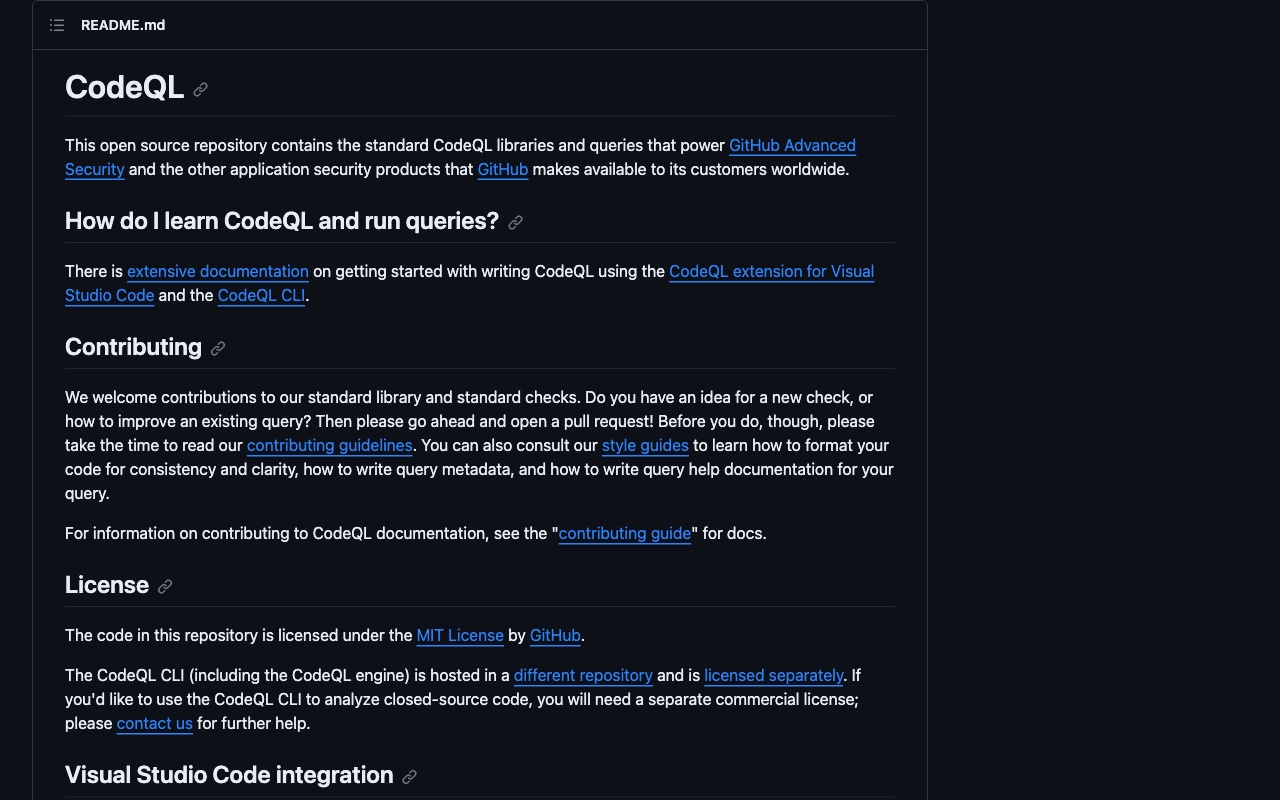 README.md
CodeQL
This open source repository contains the standard CodeQL libraries and queries that power GitHub Advanced
Security and the other application security products that GitHub makes available to its customers worldwide.
How do I learn CodeQL and run queries?
There is extensive documentation on getting started with writing CodeQL using the CodeQL extension for Visual
Studio Code and the CodeQL CLI.
Contributing
We welcome contributions to our standard library and standard checks. Do you have an idea for a new check, or
how to improve an existing query? Then please go ahead and open a pull request! Before you do, though, please
take the time to read our contributing guidelines. You can also consult our style guides to learn how to format your
code for consistency and clarity, how to write query metadata, and how to write query help documentation for your
query.
For information on contributing to CodeQL documentation, see the "contributing guide" for docs.
License
The code in this repository is licensed under the MIT License by GitHub.
The CodeQL CLI (including the CodeQL engine) is hosted in a different repository and is licensed separately. If
you'd like to use the CodeQL CLI to analyze closed-source code, you will need a separate commercial license;
please contact us for further help.
Visual Studio Code integration